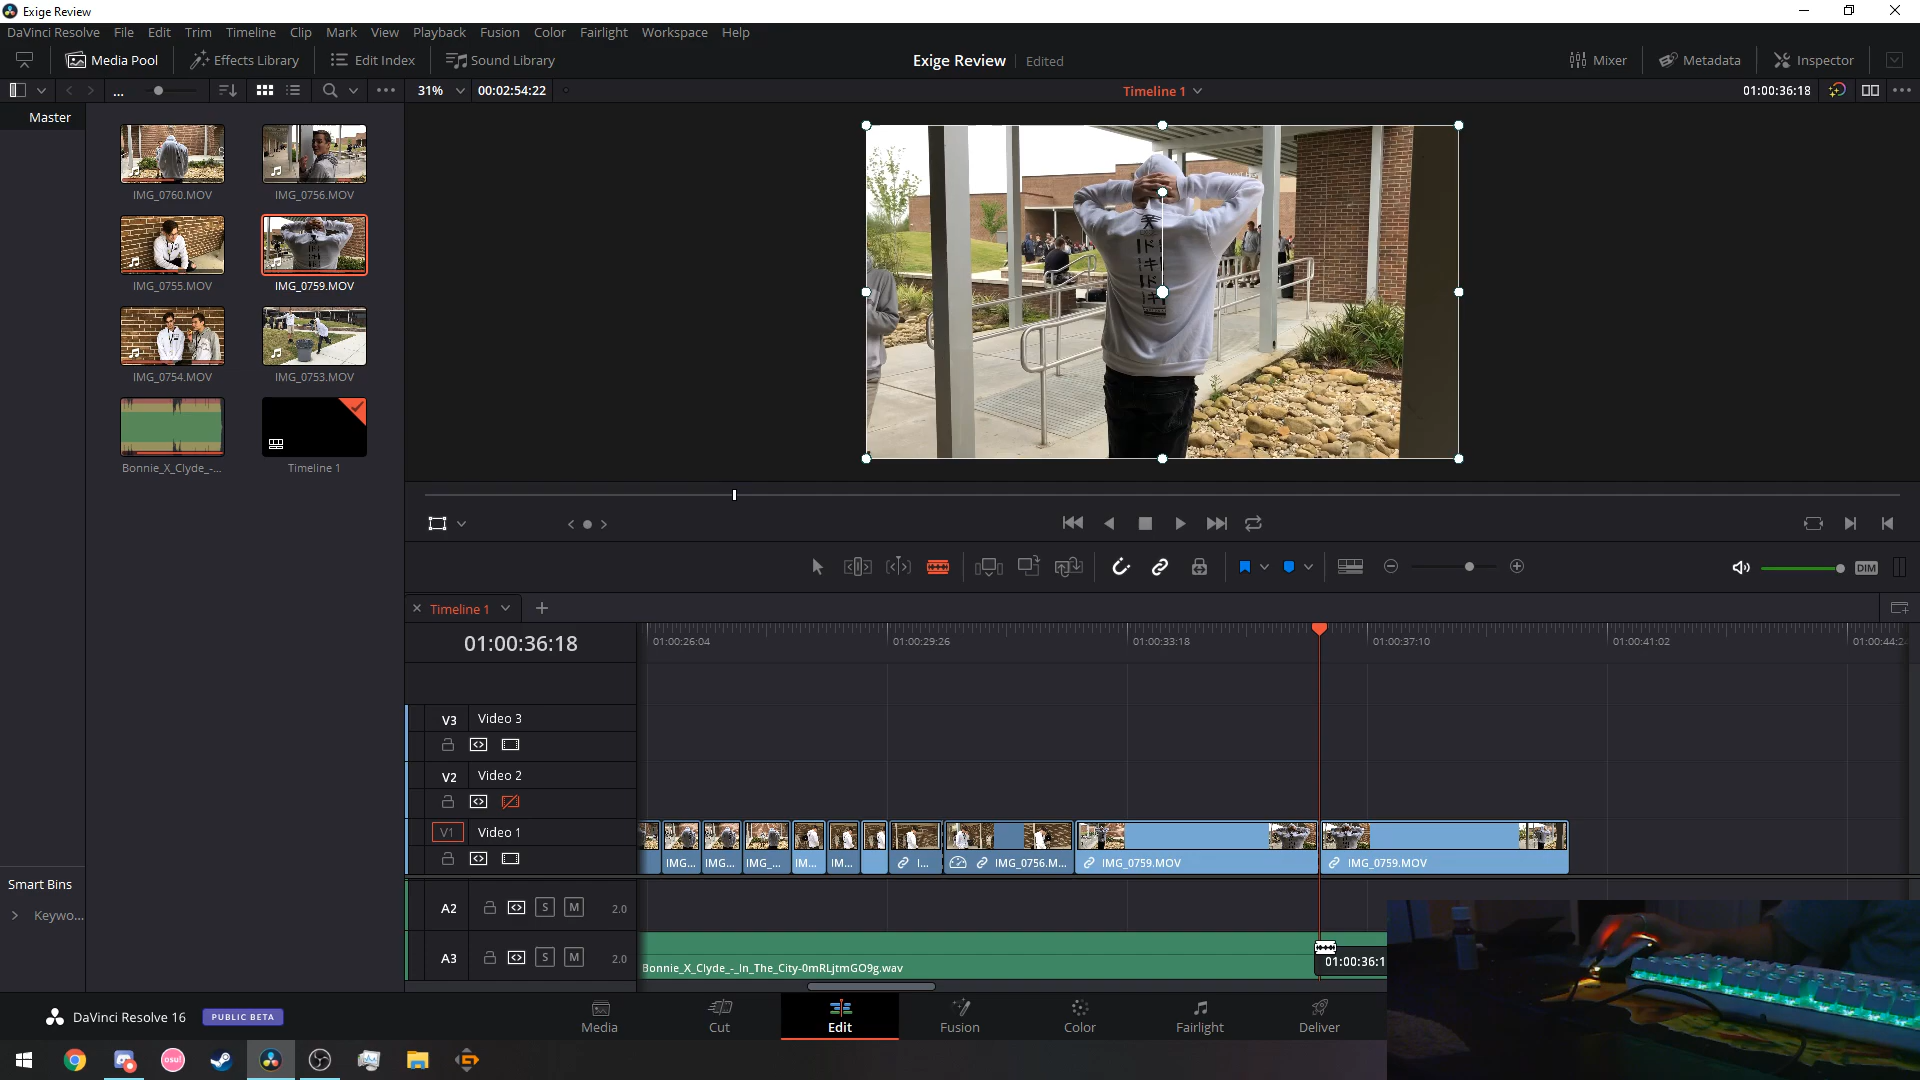 Exige Review
DaVinci Resolve File Edit Trim Timeline Clip Mark View Playback Fusion Color Fairlight Workspace Help
Media Pool Effects Library Edit Index Sound Library Exige Review Edited Mixer Metadata Inspector
... 31% 00:02:54:22 Timeline 1 01:00:36:18
Master
IMG_0760.MOV IMG_0756.MOV
IMG_0755.MOV IMG_0759.MOV
IMG_0754.MOV IMG_0753.MOV
Bonnie_X_Clyde_-... Timeline 1
ドキドキ
DIM
Timeline 1
01:00:36:18
01:00:26:04 01:00:29:26 01:00:33:18 01:00:37:10 01:00:41:02 01:00:44:2
V3 Video 3
V2 Video 2
V1 Video 1
IMG... IMG... IMG_... IM... IM... I... IMG_0756.M... IMG_0759.MOV IMG_0759.MOV
Smart Bins
Keywo...
A2 S M 2.0
A3 S M 2.0
01:00:36:1
Bonnie_X_Clyde_-_In_The_City-0mRLjtmGO9g.wav
DaVinci Resolve 16 PUBLIC BETA
Media Cut Edit Fusion Color Fairlight Deliver
osu!